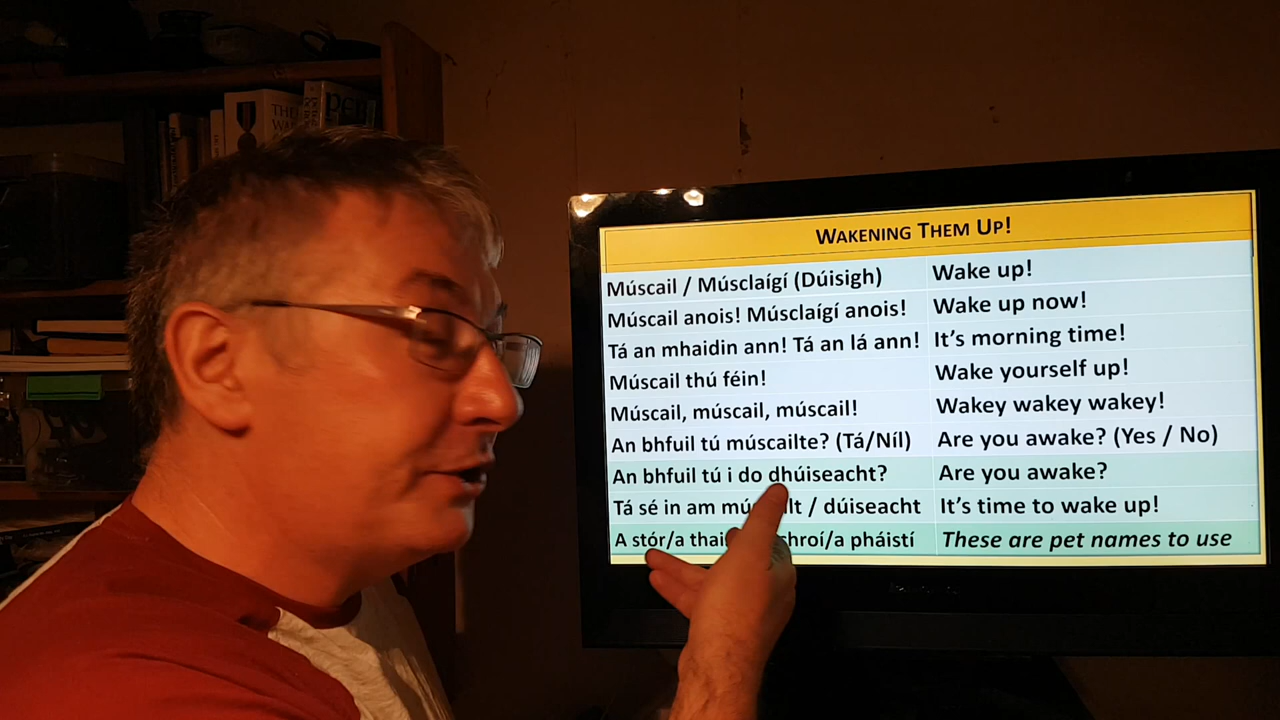 THE
WAR
WAKENING THEM UP!
Múscail / Músclaígí (Dúisigh) Wake up!
Múscail anois! Músclaígí anois! Wake up now!
Tá an mhaidin ann! Tá an lá ann! It's morning time!
Múscail thú féin! Wake yourself up!
Múscail, múscail, múscail! Wakey wakey wakey!
An bhfuil tú múscailte? (Tá/Níl) Are you awake? (Yes / No)
An bhfuil tú i do dhúiseacht? Are you awake?
Tá sé in am / dúiseacht It's time to wake up!
A stór/a chroí/a pháistí These are pet names to use